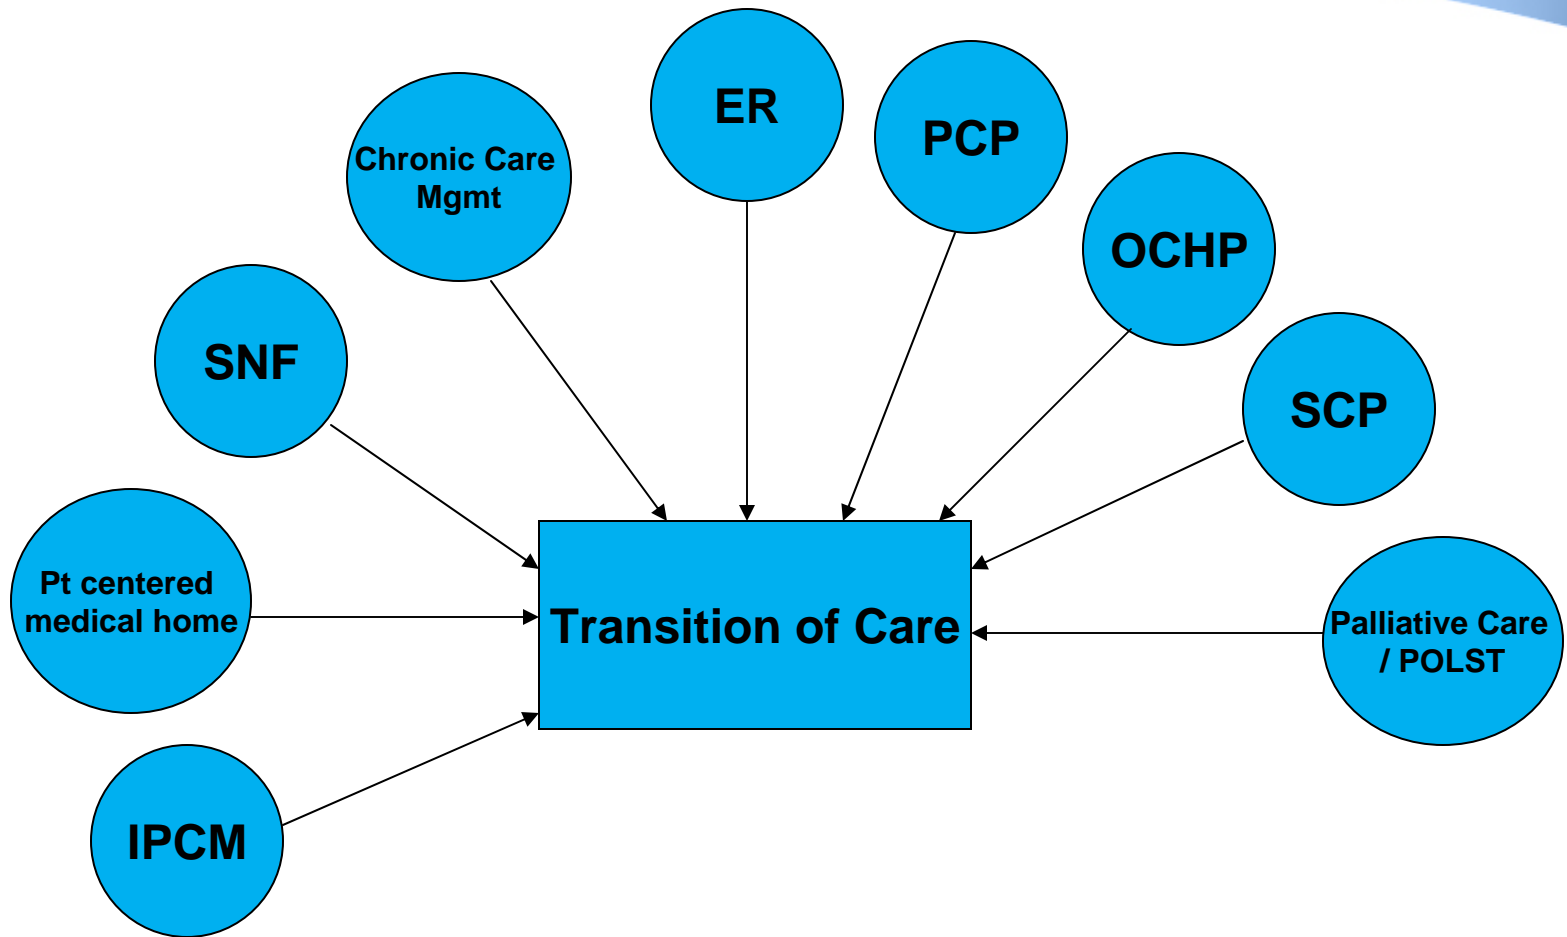 ER
PCP
Chronic Care
Mgmt
OCHP
SNF
SCP
Pt centered
medical home
Transition of Care
Palliative Care
/ POLST
IPCM